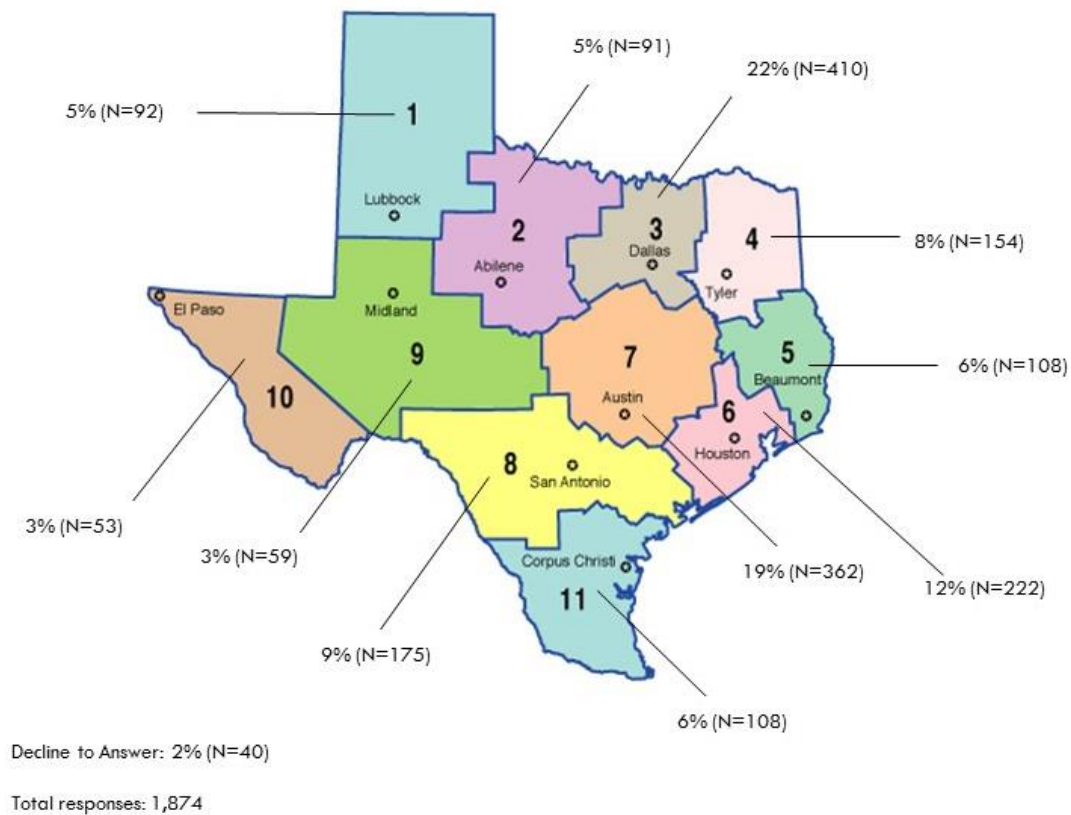 5% (N=91)
22% (N=410)
5% (N=92)
1
Lubbock
2
Abilene
3
Dallas
4
Tyler
8% (N=154)
El Paso
Midland
9
7
Austin
5
Beaumont
6% (N=108)
10
6
Houston
8
San Antonio
3% (N=53)
3% (N=59)
Corpus Christi
11
19% (N=362)
12% (N=222)
9% (N=175)
6% (N=108)
Decline to Answer: 2% (N=40)
Total responses: 1,874